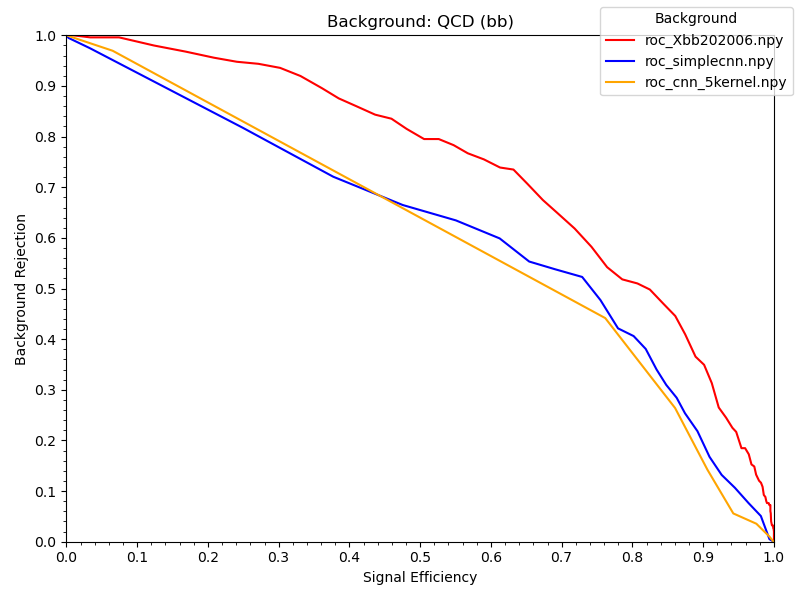 Background: QCD (bb)
Background
roc_Xbb202006.npy
roc_simplecnn.npy
roc_cnn_5kernel.npy
1.0
0.9
0.8
0.7
0.6
0.5
0.4
0.3
0.2
0.1
0.0
Background Rejection
0.0 0.1 0.2 0.3 0.4 0.5 0.6 0.7 0.8 0.9 1.0
Signal Efficiency